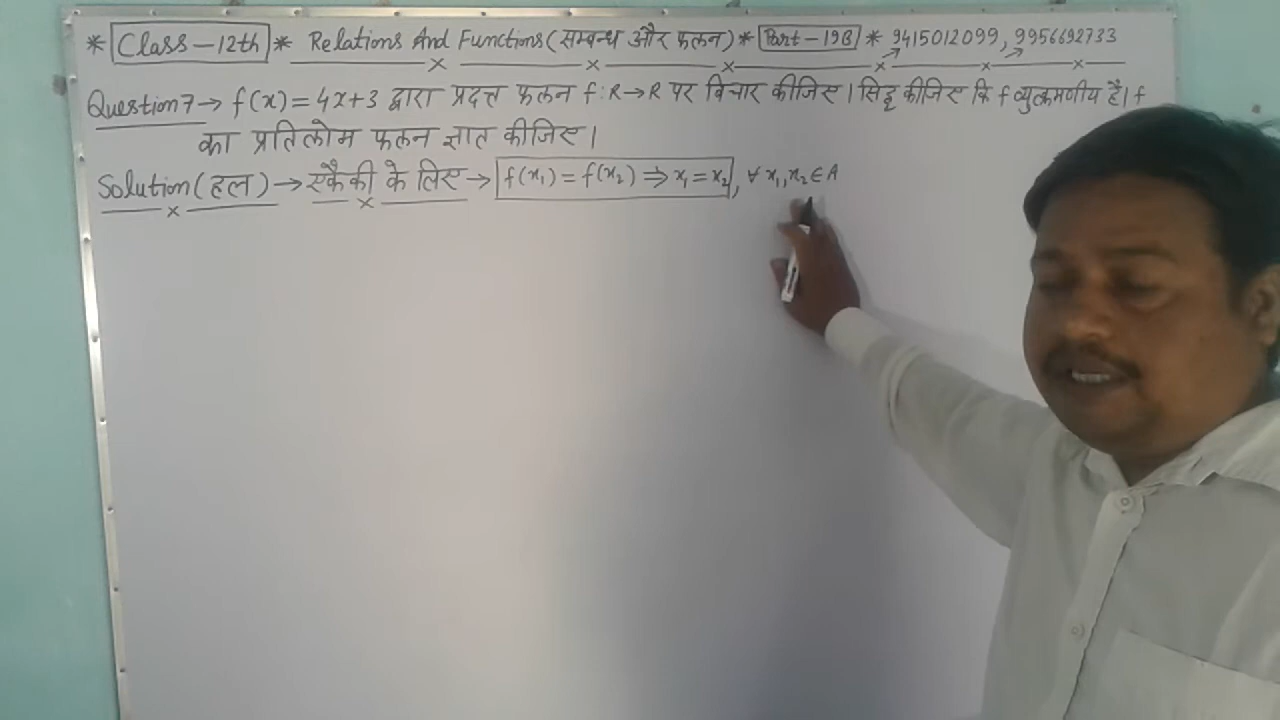 * Class-12th * Relations And Functions (सम्बन्ध और फलन) * Part-19B * 9415012099, 9956692733
Question 7 → f(x) = 4x+3 द्वारा प्रदत्त फलन f: R→R पर विचार कीजिए। सिद्ध कीजिए कि f व्युत्क्रमणीय है। f
का प्रतिलोम फलन ज्ञात कीजिए।
Solution (हल) → एकैकी के लिए → f(x₁) = f(x₂) ⇒ x₁ = x₂, ∀ x₁, x₂ ∈ A